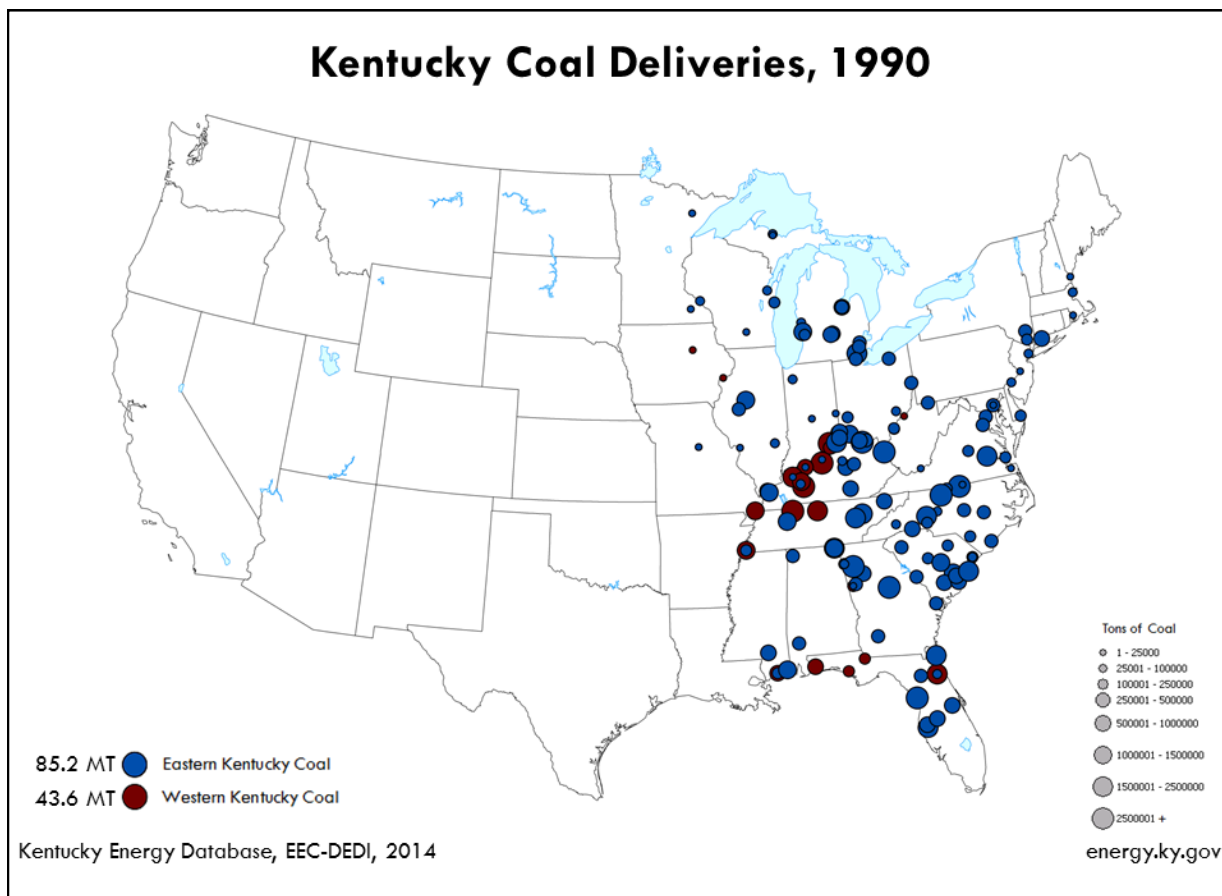 Kentucky Coal Deliveries, 1990
Tons of Coal
1 - 25000
25001 - 100000
100001 - 250000
250001 - 500000
500001 - 1000000
1000001 - 1500000
1500001 - 2500000
2500001 +
85.2 MT Eastern Kentucky Coal
43.6 MT Western Kentucky Coal
Kentucky Energy Database, EEC-DEDI, 2014
energy.ky.gov